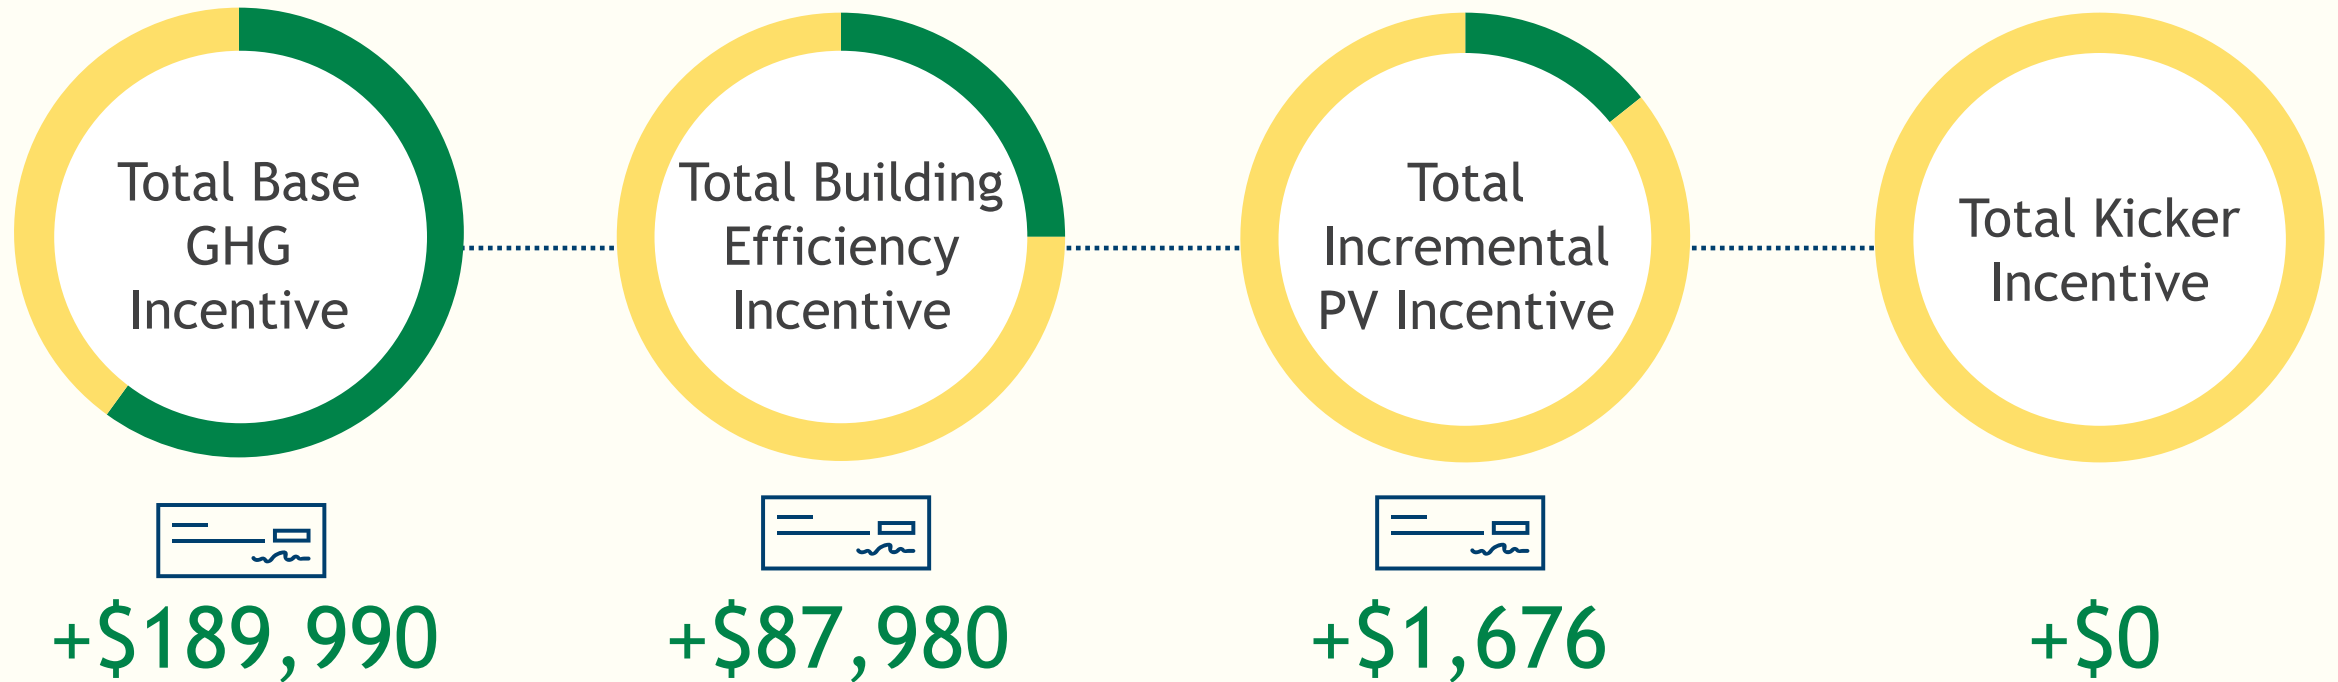 Total Base
GHG
Incentive
+$189,990
Total Building
Efficiency
Incentive
+$87,980
Total
Incremental
PV Incentive
+$1,676
Total Kicker
Incentive
+$0